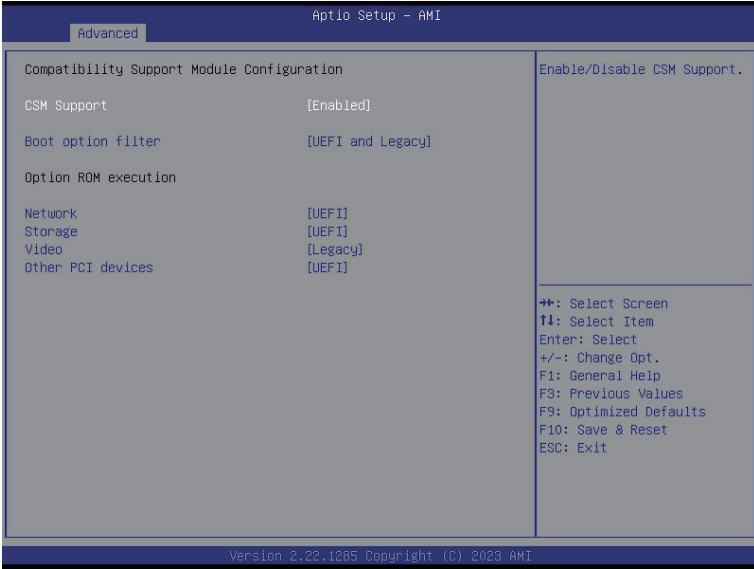 Aptio Setup – AMI
Advanced
Compatibility Support Module Configuration
CSM Support [Enabled]
Boot option filter [UEFI and Legacy]
Option ROM execution
Network [UEFI]
Storage [UEFI]
Video [Legacy]
Other PCI devices [UEFI]
Enable/Disable CSM Support.
→←: Select Screen
↑↓: Select Item
Enter: Select
+/-: Change Opt.
F1: General Help
F3: Previous Values
F9: Optimized Defaults
F10: Save & Reset
ESC: Exit
Version 2.22.1285 Copyright (C) 2023 AMI